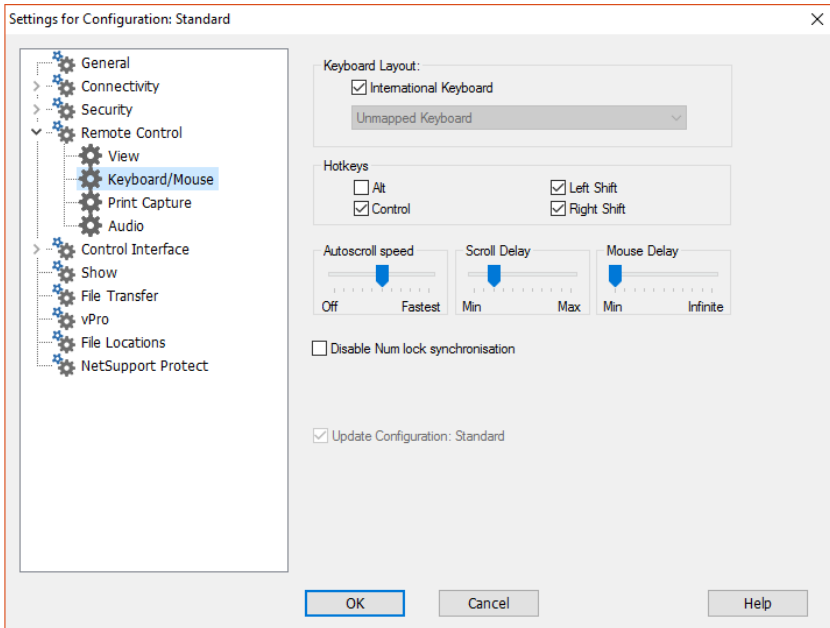 Settings for Configuration: Standard
General
Connectivity
Security
Remote Control
View
Keyboard/Mouse
Print Capture
Audio
Control Interface
Show
File Transfer
vPro
File Locations
NetSupport Protect
Keyboard Layout:
International Keyboard
Unmapped Keyboard
Hotkeys
Alt
Left Shift
Control
Right Shift
Autoscroll speed
Off Fastest
Scroll Delay
Min Max
Mouse Delay
Min Infinite
Disable Num lock synchronisation
Update Configuration: Standard
OK
Cancel
Help